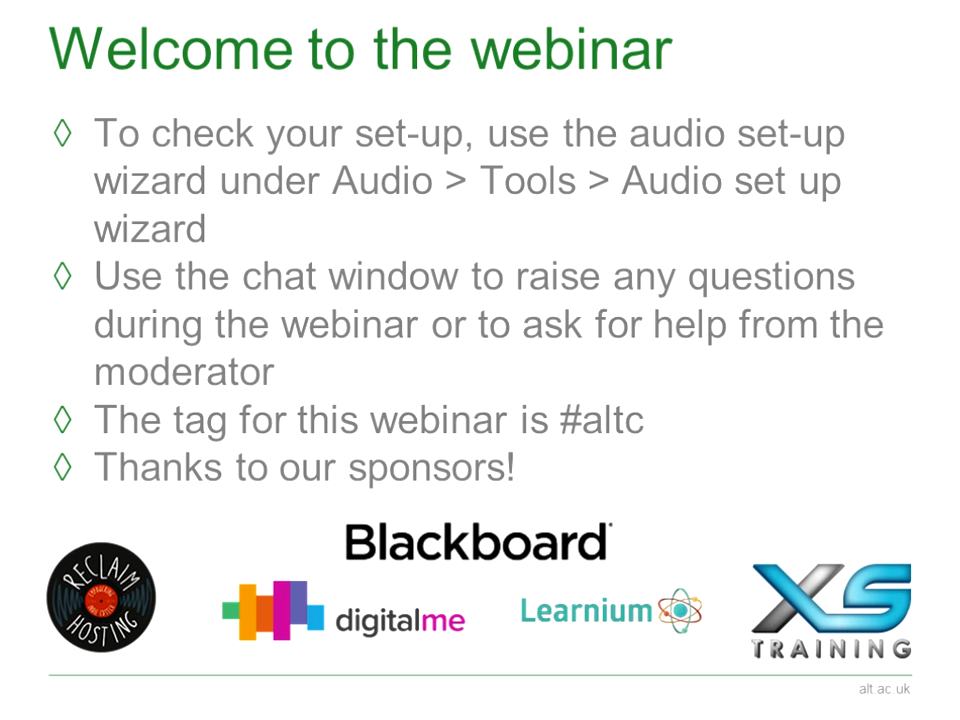 Welcome to the webinar
◊ To check your set-up, use the audio set-up
wizard under Audio > Tools > Audio set up
wizard
◊ Use the chat window to raise any questions
during the webinar or to ask for help from the
moderator
◊ The tag for this webinar is #altc
◊ Thanks to our sponsors!
Blackboard
RECLAIM
HOSTING
digitalme
Learnium
XS
TRAINING
alt.ac.uk